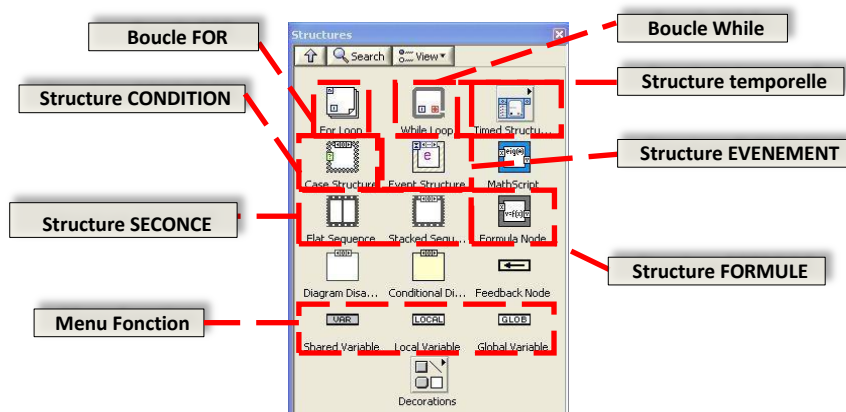 Boucle FOR
Boucle While
Structures
Search View
Structure temporelle
Structure CONDITION
For Loop While Loop Timed Structu...
Structure EVENEMENT
Case Structure Event Structure MathScript
Structure SECONCE
Flat Sequence Stacked Sequ... Formula Node
Structure FORMULE
Diagram Disa... Conditional Di... Feedback Node
Menu Fonction
VAR LOCAL GLOB
Shared Variable Local Variable Global Variable
Decorations